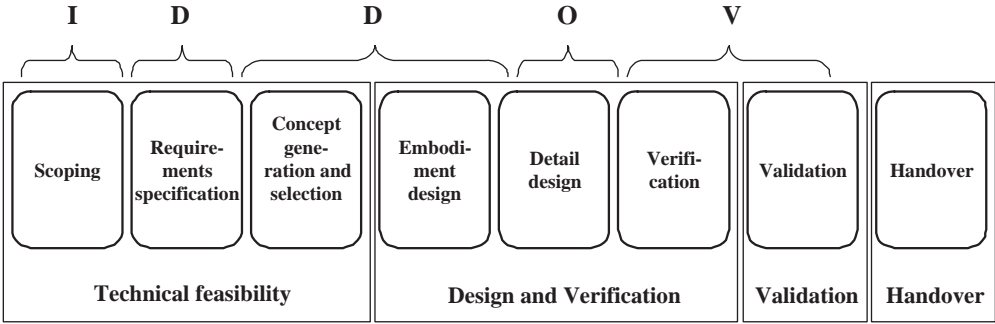 I D D O V
Scoping
Require-
ments
specification
Concept
gene-
ration and
selection
Embodi-
ment
design
Detail
design
Verifi-
cation
Validation
Handover
Technical feasibility
Design and Verification
Validation
Handover